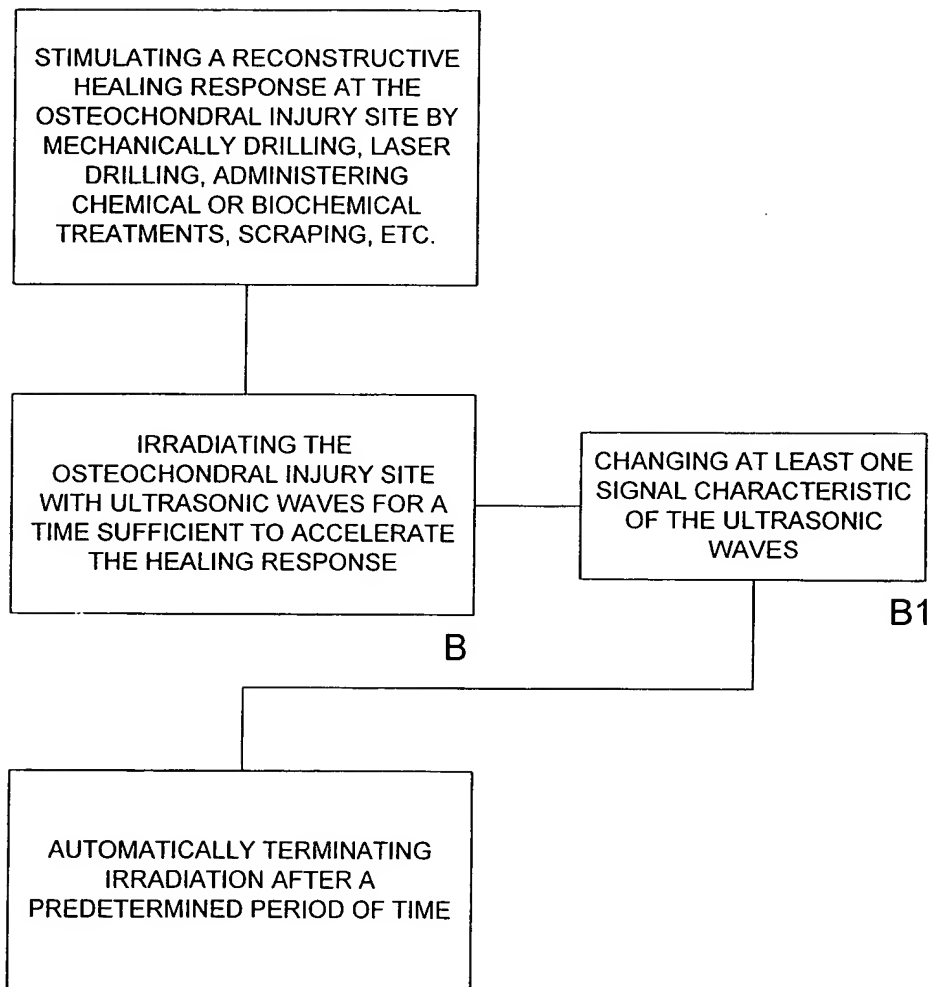 STIMULATING A RECONSTRUCTIVE
HEALING RESPONSE AT THE
OSTEOCHONDRAL INJURY SITE BY
MECHANICALLY DRILLING, LASER
DRILLING, ADMINISTERING
CHEMICAL OR BIOCHEMICAL
TREATMENTS, SCRAPING, ETC.
IRRADIATING THE
OSTEOCHONDRAL INJURY SITE
WITH ULTRASONIC WAVES FOR A
TIME SUFFICIENT TO ACCELERATE
THE HEALING RESPONSE
B
CHANGING AT LEAST ONE
SIGNAL CHARACTERISTIC
OF THE ULTRASONIC
WAVES
B1
AUTOMATICALLY TERMINATING
IRRADIATION AFTER A
PREDETERMINED PERIOD OF TIME